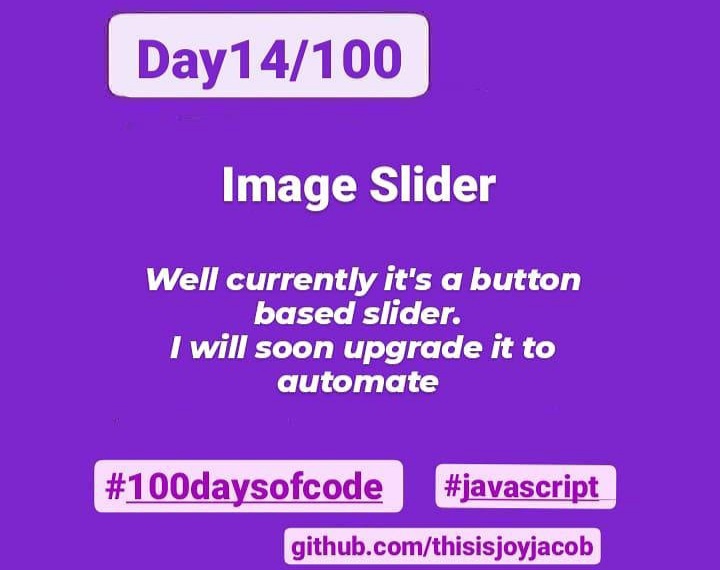 Day14/100
Image Slider
Well currently it's a button
based slider.
I will soon upgrade it to
automate
#100daysofcode
#javascript
github.com/thisisjoyjacob